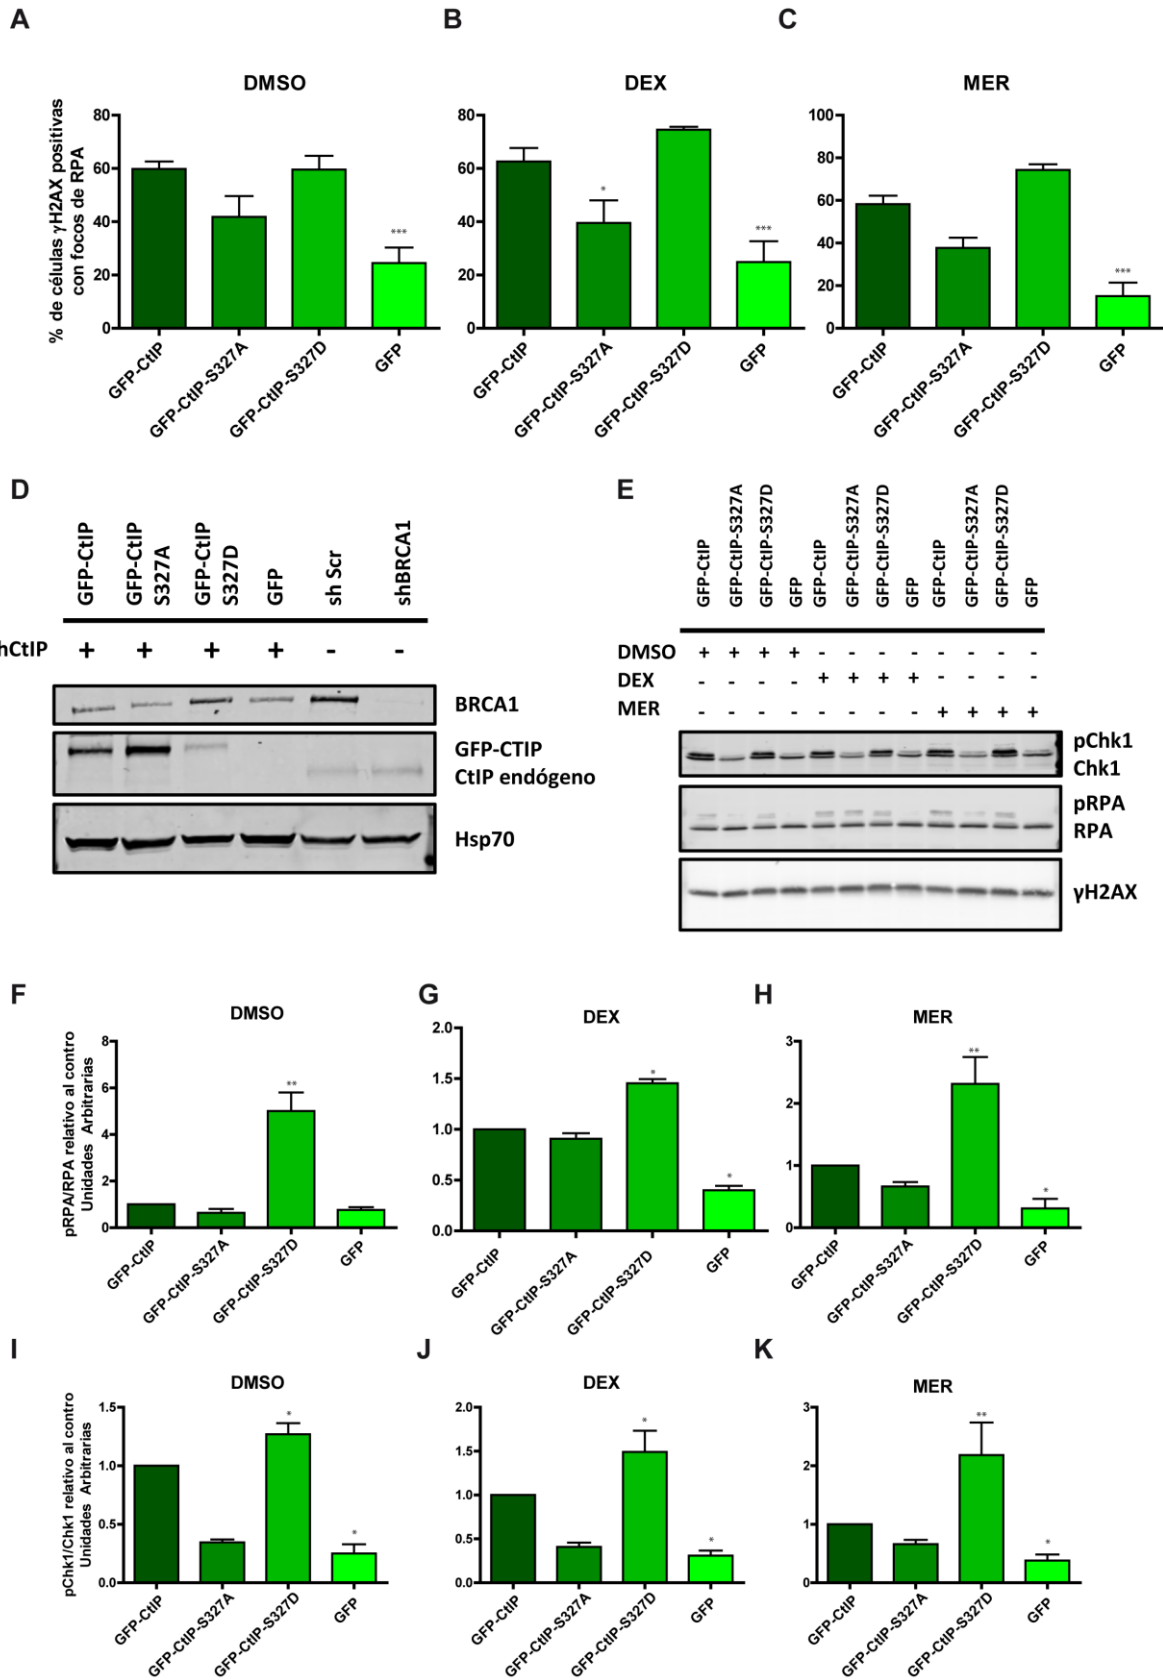 A
B
C
DMSO
DEX
MER
% de células γH2AX positivas
con focos de RPA
80
60
40
20
0
80
60
40
20
0
100
80
60
40
20
0
***
*
***
***
GFP-CtIP
GFP-CtIP-S327A
GFP-CtIP-S327D
GFP
GFP-CtIP
GFP-CtIP-S327A
GFP-CtIP-S327D
GFP
GFP-CtIP
GFP-CtIP-S327A
GFP-CtIP-S327D
GFP
D
GFP-CtIP
GFP-CtIP
S327A
GFP-CtIP
S327D
GFP
sh Scr
shBRCA1
hCtIP + + + + - -
BRCA1
GFP-CTIP
CtIP endógeno
Hsp70
E
GFP-CtIP
GFP-CtIP-S327A
GFP-CtIP-S327D
GFP
GFP-CtIP
GFP-CtIP-S327A
GFP-CtIP-S327D
GFP
GFP-CtIP
GFP-CtIP-S327A
GFP-CtIP-S327D
GFP
DMSO + + + + - - - - - - - -
DEX - - - - + + + + - - - -
MER - - - - - - - - + + + +
pChk1
Chk1
pRPA
RPA
γH2AX
F
G
H
DMSO
DEX
MER
pRPA/RPA relativo al contro
Unidades Arbitrarias
8
6
4
2
0
2.0
1.5
1.0
0.5
0.0
3
2
1
0
**
*
*
**
*
GFP-CtIP
GFP-CtIP-S327A
GFP-CtIP-S327D
GFP
GFP-CtIP
GFP-CtIP-S327A
GFP-CtIP-S327D
GFP
GFP-CtIP
GFP-CtIP-S327A
GFP-CtIP-S327D
GFP
I
J
K
DMSO
DEX
MER
pChk1/Chk1 relativo al contro
Unidades Arbitrarias
1.5
1.0
0.5
0.0
2.0
1.5
1.0
0.5
0.0
3
2
1
0
*
*
*
*
**
*
GFP-CtIP
GFP-CtIP-S327A
GFP-CtIP-S327D
GFP
GFP-CtIP
GFP-CtIP-S327A
GFP-CtIP-S327D
GFP
GFP-CtIP
GFP-CtIP-S327A
GFP-CtIP-S327D
GFP